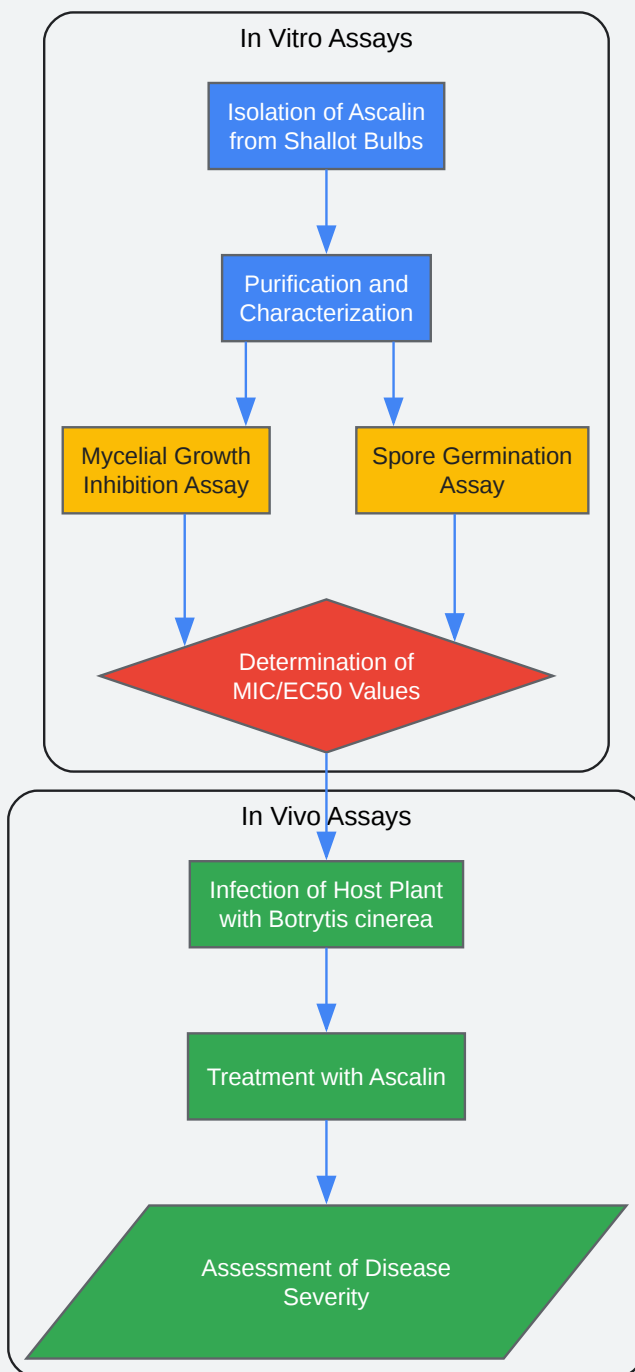 In Vitro Assays
Isolation of Ascalin
from Shallot Bulbs
Purification and
Characterization
Mycelial Growth
Inhibition Assay
Spore Germination
Assay
Determination of
MIC/EC50 Values
In Vivo Assays
Infection of Host Plant
with Botrytis cinerea
Treatment with Ascalin
Assessment of Disease
Severity